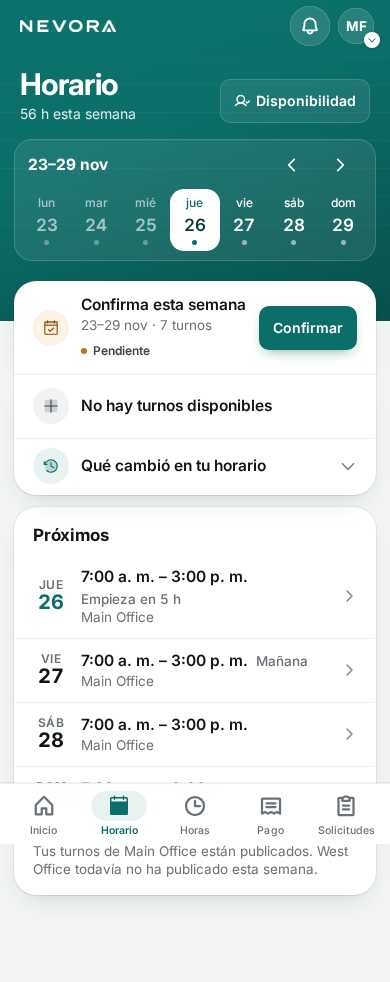 NEVORA
MF
Horario
56 h esta semana
Disponibilidad
23–29 nov
lun mar mié jue vie sáb dom
23 24 25 26 27 28 29
Confirma esta semana
23–29 nov · 7 turnos
Pendiente
Confirmar
No hay turnos disponibles
Qué cambió en tu horario
Próximos
JUE
26
7:00 a. m. – 3:00 p. m.
Empieza en 5 h
Main Office
VIE
27
7:00 a. m. – 3:00 p. m. Mañana
Main Office
SÁB
28
7:00 a. m. – 3:00 p. m.
Main Office
Inicio
Horario
Horas
Pago
Solicitudes
Tus turnos de Main Office están publicados. West
Office todavía no ha publicado esta semana.